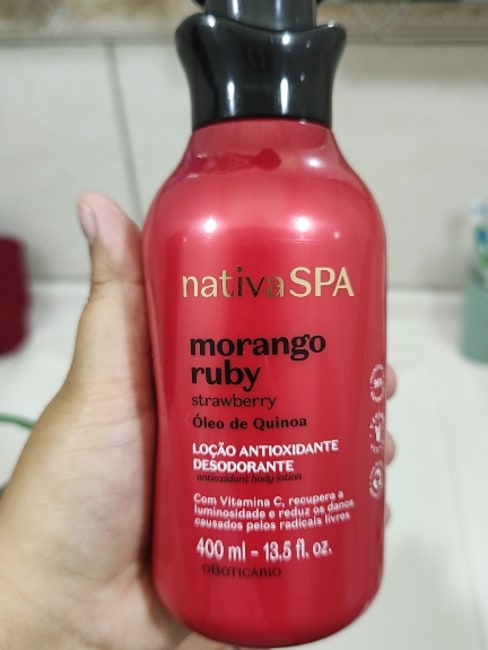 nativaSPA
morango
ruby
strawberry
Óleo de Quinoa
LOÇÃO ANTIOXIDANTE
DESODORANTE
antioxidant body lotion
Com Vitamina C, recupera a
luminosidade e reduz os danos
causados pelos radicais livres
400 ml - 13.5 fl. oz.
oBOTICÁRIO